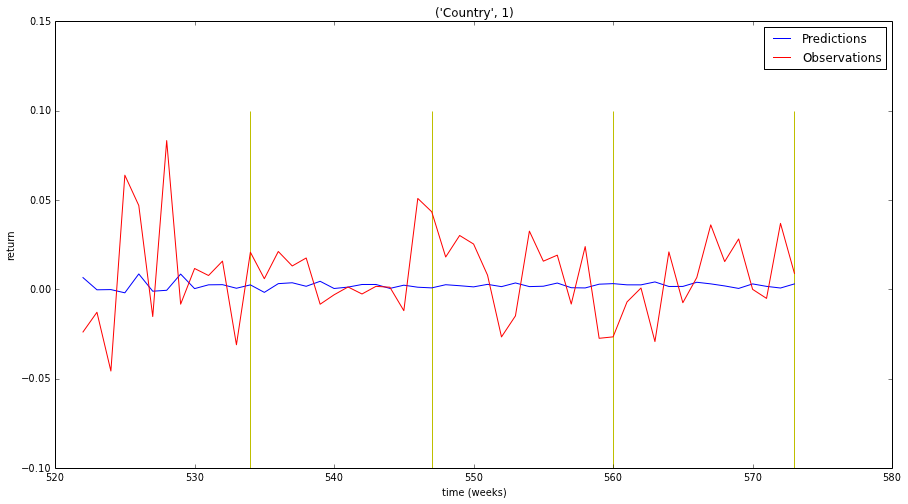 ('Country', 1)
0.15
0.10
0.05
0.00
−0.05
−0.10
return
520
530
540
550
560
570
580
time (weeks)
Predictions
Observations